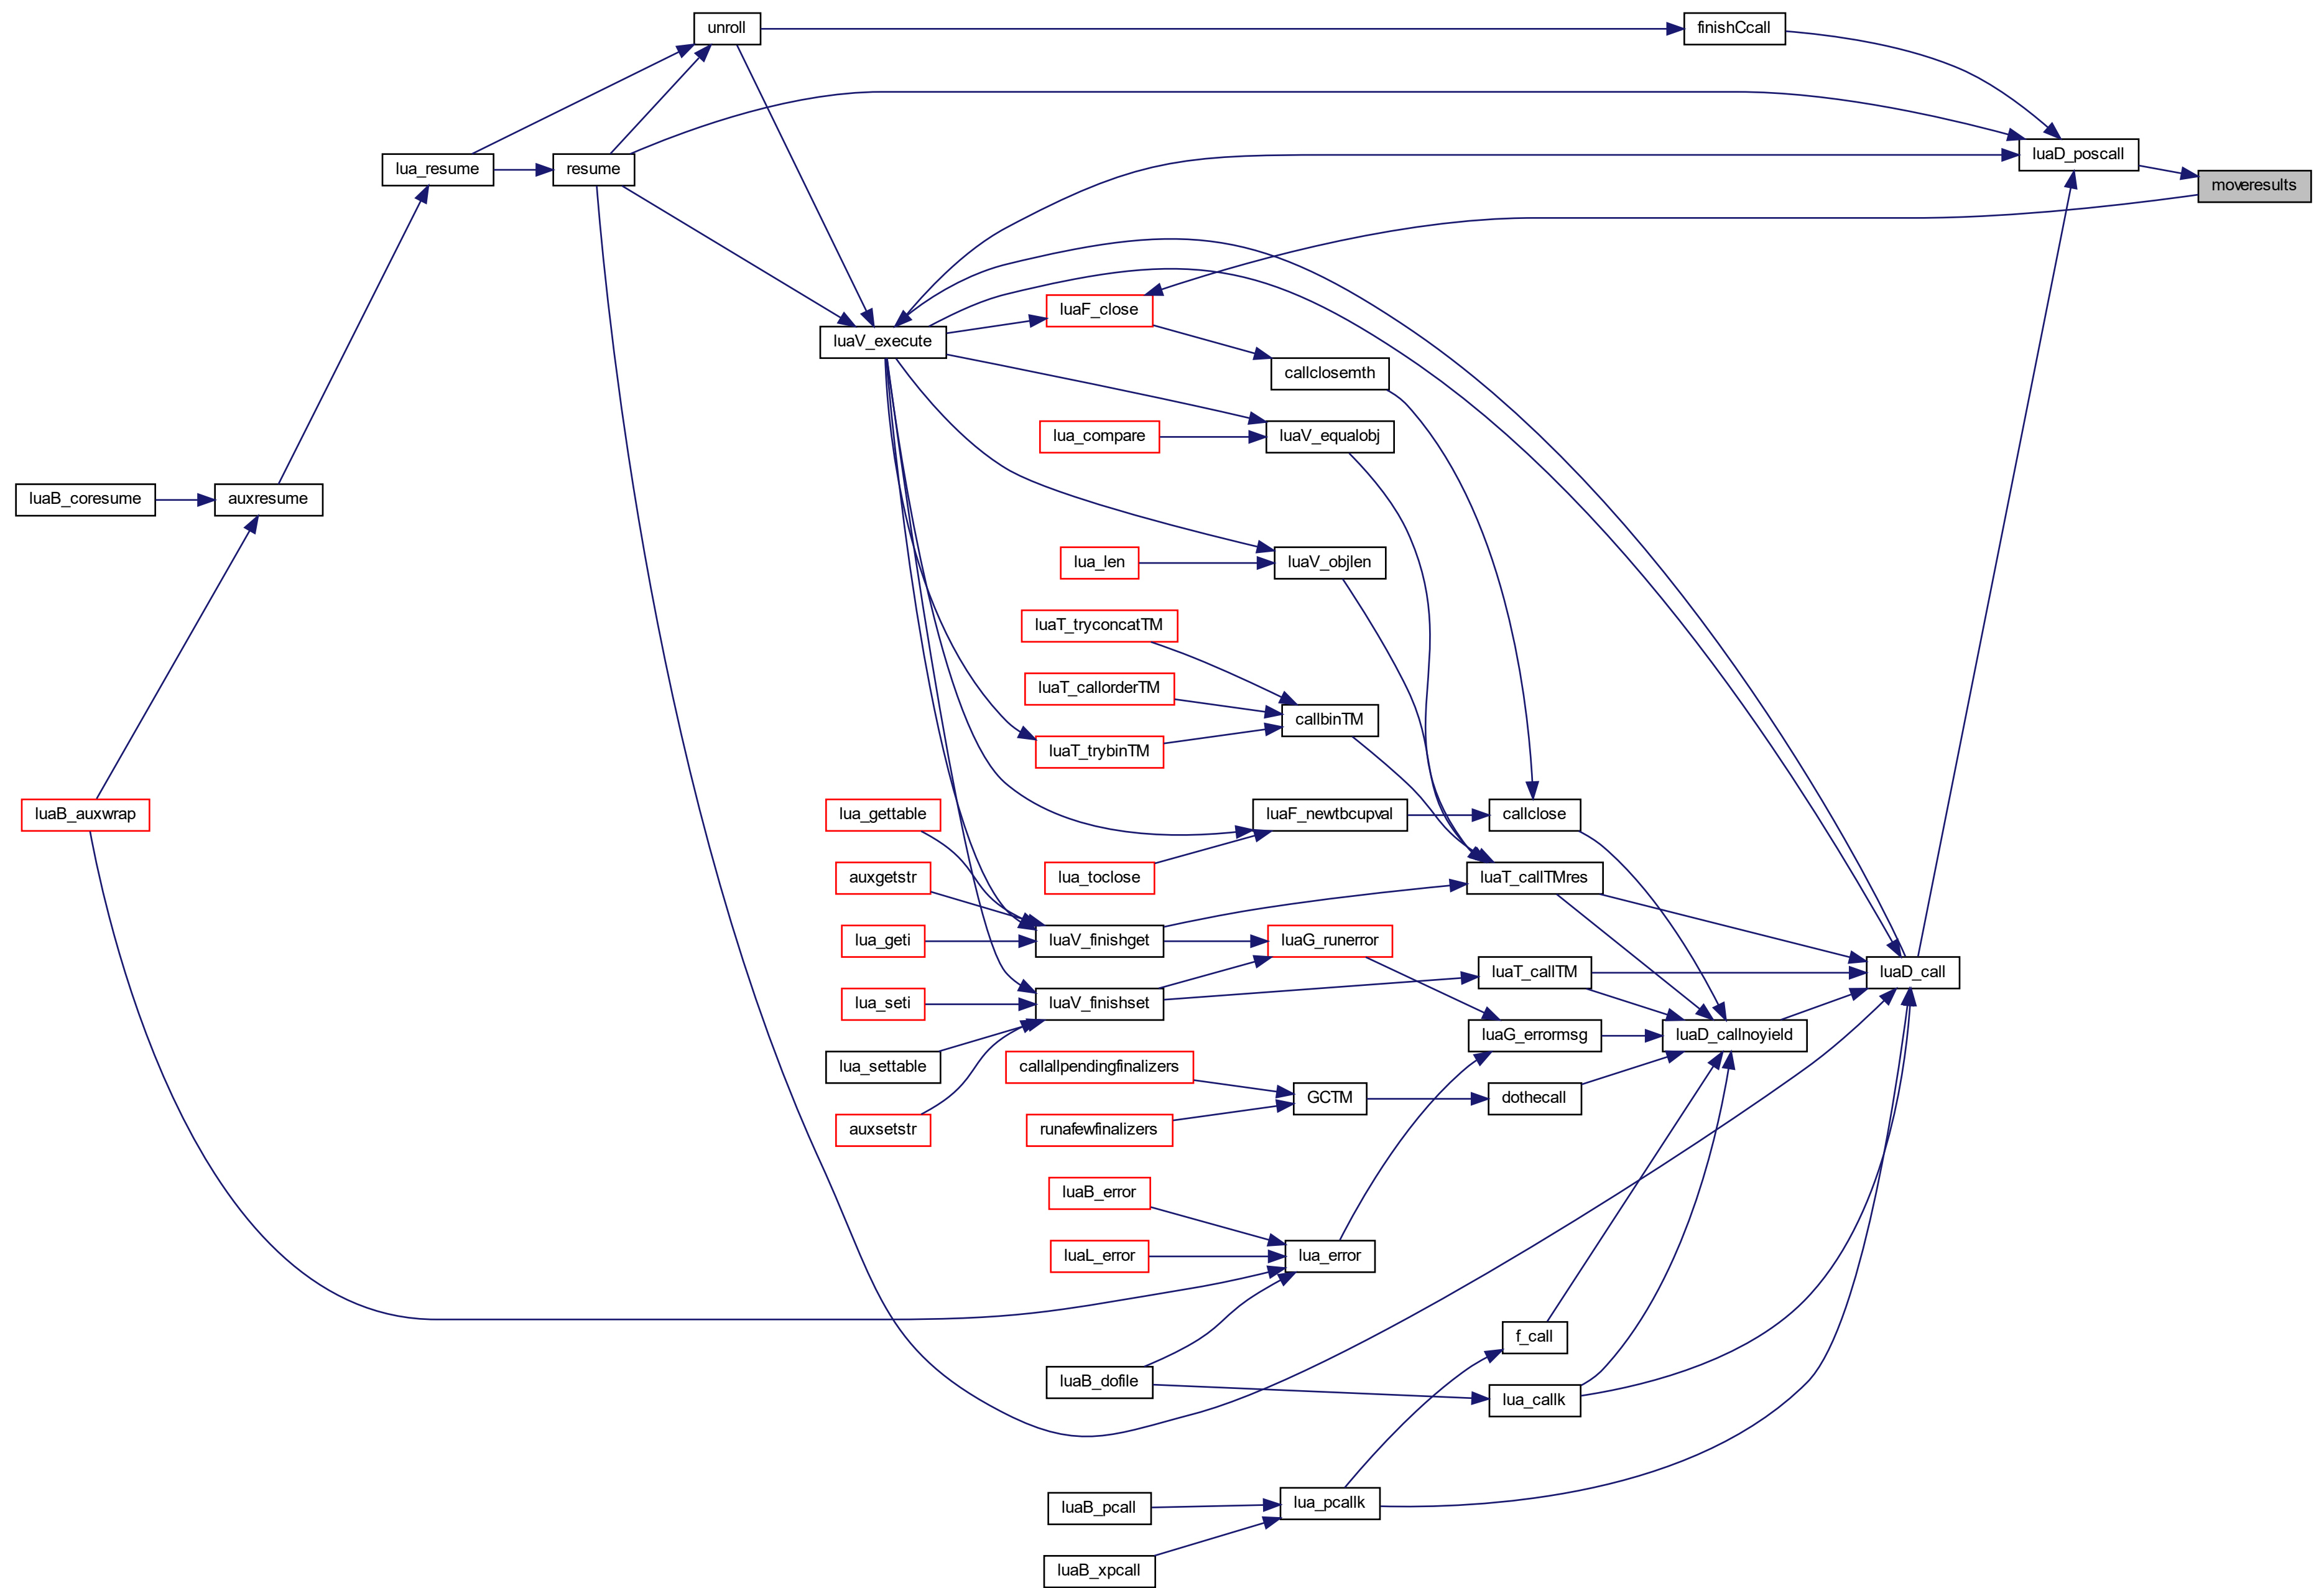 unroll
finishCcall
lua_resume
resume
luaD_poscall
moveresults
luaF_close
luaV_execute
callclosemth
lua_compare
luaV_equalobj
luaB_coresume
auxresume
lua_len
luaV_objlen
luaT_tryconcatTM
luaT_callorderTM
callbinTM
luaT_trybinTM
luaB_auxwrap
lua_gettable
luaF_newtbcupval
callclose
auxgetstr
lua_toclose
luaT_callTMres
lua_geti
luaV_finishget
luaG_runerror
luaT_callTM
luaD_call
lua_seti
luaV_finishset
luaG_errormsg
luaD_callnoyield
lua_settable
callallpendingfinalizers
GCTM
dothecall
auxsetstr
runafewfinalizers
luaB_error
luaL_error
lua_error
f_call
luaB_dofile
lua_callk
luaB_pcall
lua_pcallk
luaB_xpcall